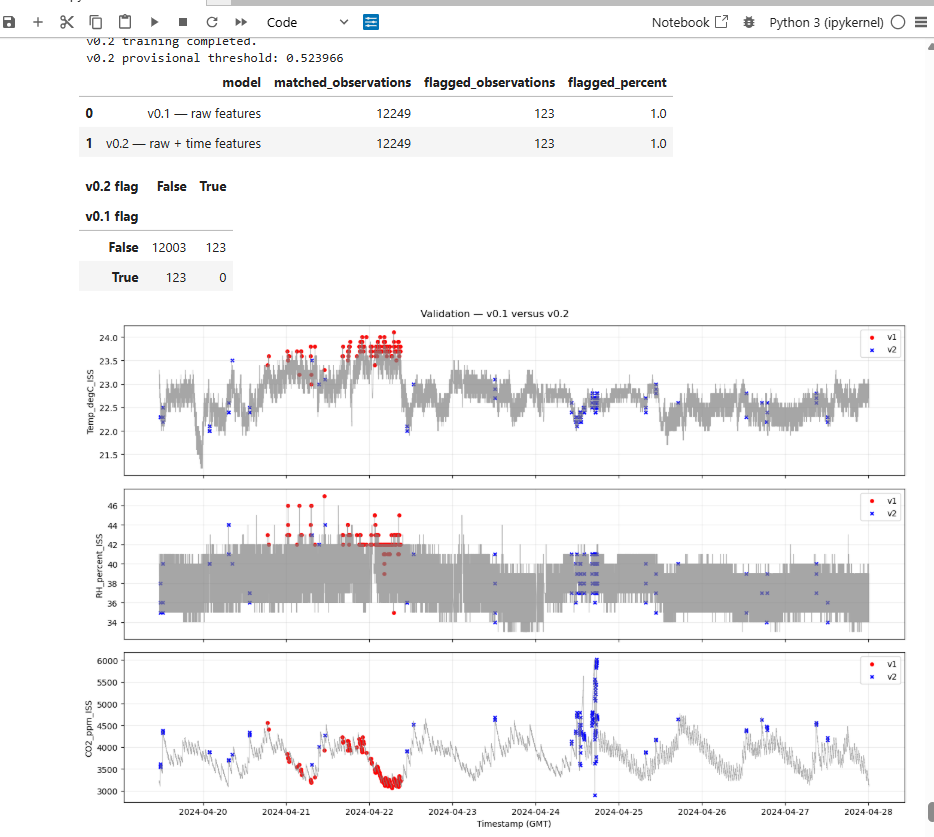 Code
Notebook
Python 3 (ipykernel)
v0.2 training completed.
v0.2 provisional threshold: 0.523966
model matched_observations flagged_observations flagged_percent
0 v0.1 — raw features 12249 123 1.0
1 v0.2 — raw + time features 12249 123 1.0
v0.2 flag False True
v0.1 flag
False 12003 123
True 123 0
Validation — v0.1 versus v0.2
Temp_degC_ISS
24.0
23.5
23.0
22.5
22.0
21.5
v1
v2
RH_percent_ISS
46
44
42
40
38
36
34
v1
v2
CO2_ppm_ISS
6000
5500
5000
4500
4000
3500
3000
v1
v2
2024-04-20 2024-04-21 2024-04-22 2024-04-23 2024-04-24 2024-04-25 2024-04-26 2024-04-27 2024-04-28
Timestamp (GMT)